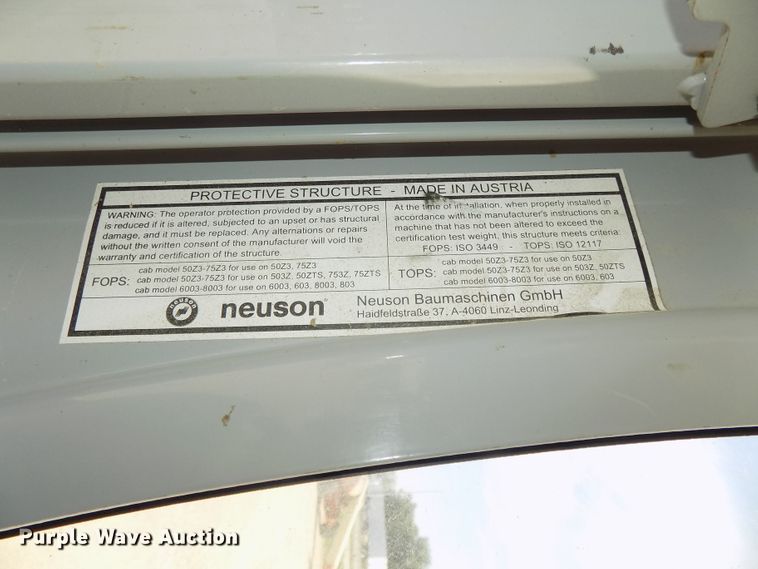 PROTECTIVE STRUCTURE - MADE IN AUSTRIA
WARNING: The operator protection provided by a FOPS/TOPS
is reduced if it is altered, subjected to an upset or has structural
damage, and it must be replaced. Any alternations or repairs
without the written consent of the manufacturer will void the
warranty and certification of the structure.
At the time of installation, when properly installed in
accordance with the manufacturer's instructions on a
machine that has not been altered to exceed the
certification test weight, this structure meets criteria:
FOPS: ISO 3449 - TOPS: ISO 12117
FOPS:
cab model 50Z3-75Z3 for use on 50Z3, 75Z3
cab model 50Z3-75Z3 for use on 503Z, 50ZTS, 753Z, 75ZTS
cab model 6003-8003 for use on 6003, 603, 8003, 803
TOPS:
cab model 50Z3-75Z3 for use on 50Z3
cab model 50Z3-75Z3 for use on 503Z, 50ZTS
cab model 6003-8003 for use on 6003, 603
neuson neuson
Neuson Baumaschinen GmbH
Haidfeldstraße 37, A-4060 Linz-Leonding
Purple Wave Auction